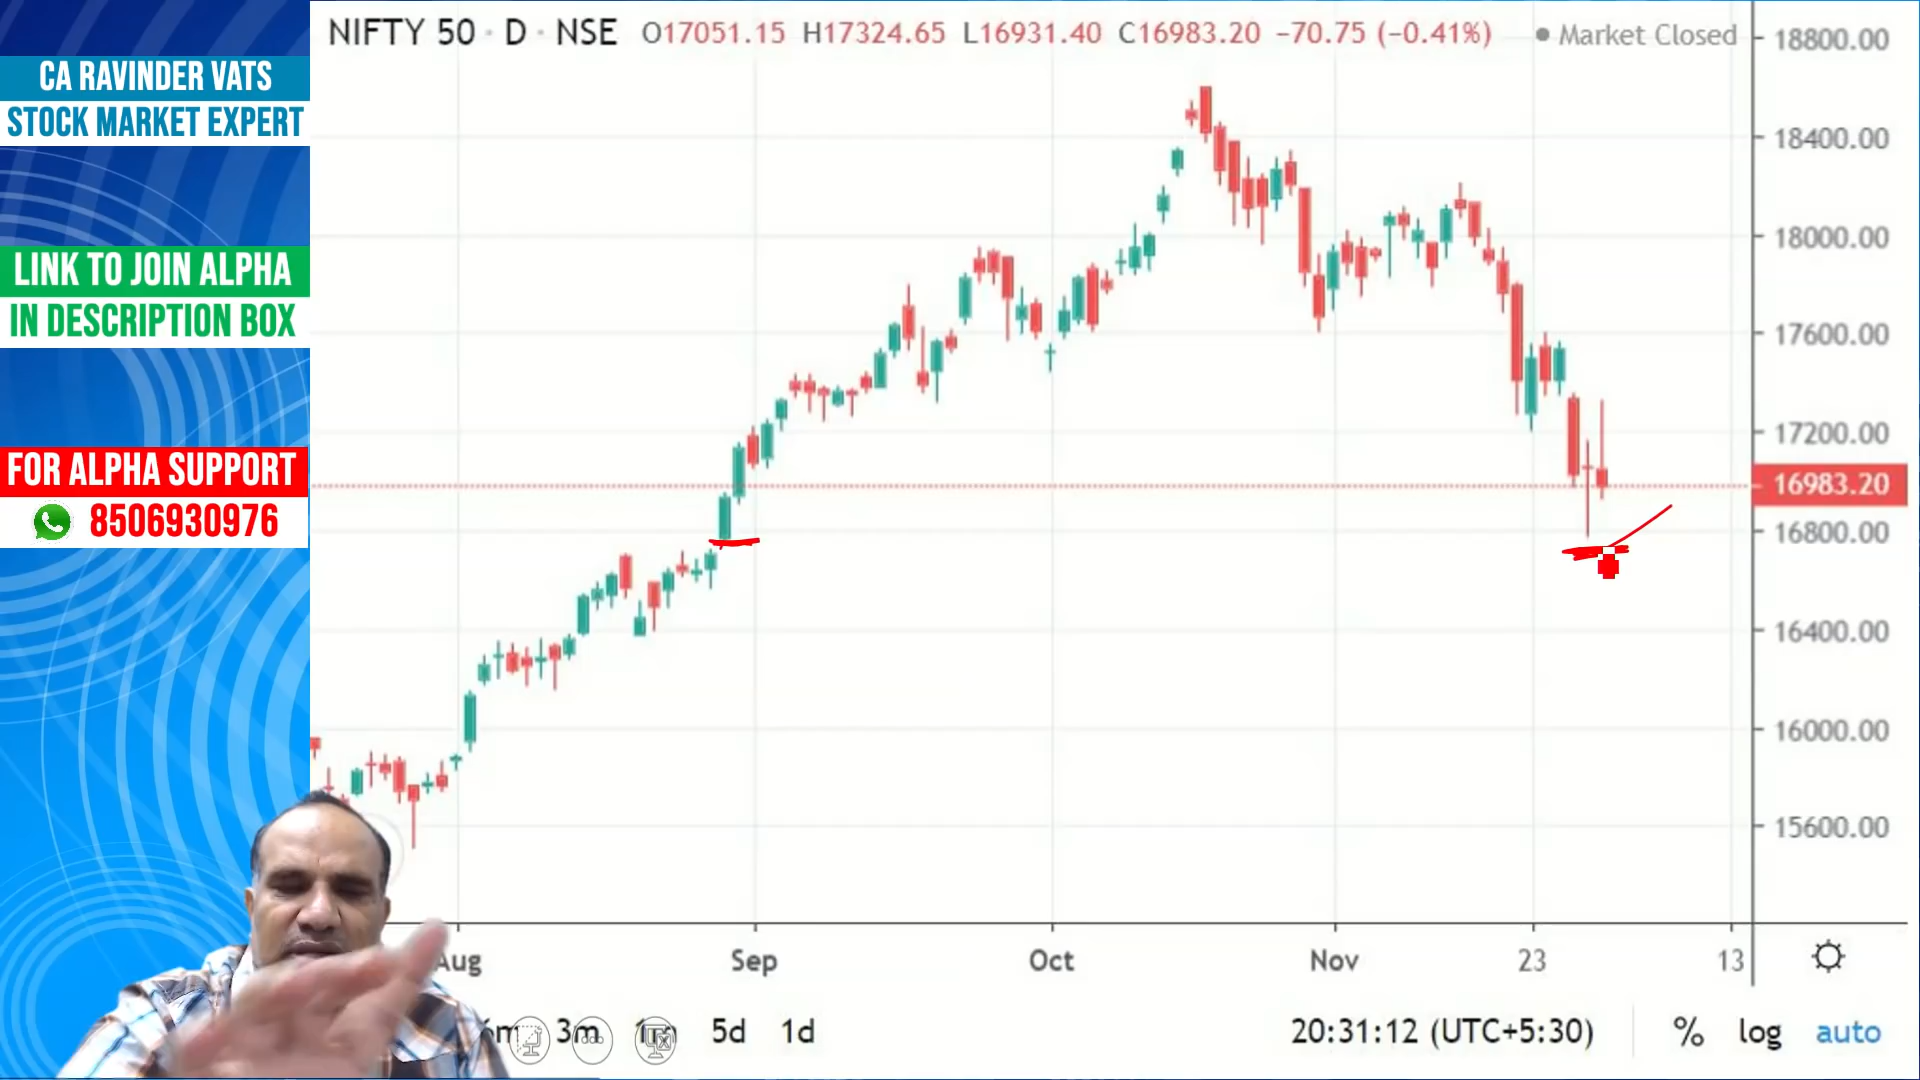 CA RAVINDER VATS
STOCK MARKET EXPERT
LINK TO JOIN ALPHA
IN DESCRIPTION BOX
FOR ALPHA SUPPORT
8506930976
NIFTY 50 · D · NSE O17051.15 H17324.65 L16931.40 C16983.20 −70.75 (−0.41%) Market Closed
18800.00
18400.00
18000.00
17600.00
17200.00
16983.20
16800.00
16400.00
16000.00
15600.00
Aug Sep Oct Nov 23 13
3m 5d 1d 20:31:12 (UTC+5:30) % log auto